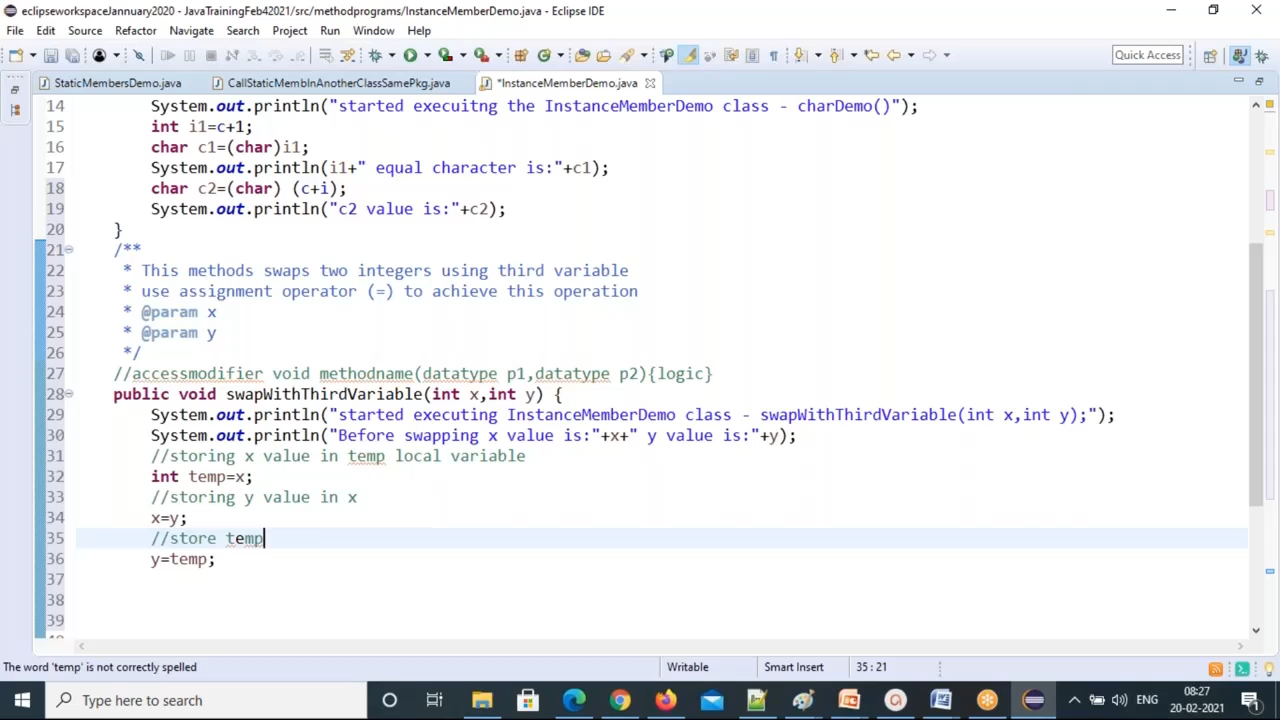 eclipseworkspaceJannuary2020 - JavaTrainingFeb42021/src/methodprograms/InstanceMemberDemo.java - Eclipse IDE
File Edit Source Refactor Navigate Search Project Run Window Help
Quick Access
StaticMembersDemo.java CallStaticMembInAnotherClassSamePkg.java *InstanceMemberDemo.java
14 System.out.println("started execuitng the InstanceMemberDemo class - charDemo()");
15 int i1=c+1;
16 char c1=(char)i1;
17 System.out.println(i1+" equal character is:"+c1);
18 char c2=(char) (c+i);
19 System.out.println("c2 value is:"+c2);
20 }
21 /**
22 * This methods swaps two integers using third variable
23 * use assignment operator (=) to achieve this operation
24 * @param x
25 * @param y
26 */
27 //accessmodifier void methodname(datatype p1,datatype p2){logic}
28 public void swapWithThirdVariable(int x,int y) {
29 System.out.println("started executing InstanceMemberDemo class - swapWithThirdVariable(int x,int y);");
30 System.out.println("Before swapping x value is:"+x+" y value is:"+y);
31 //storing x value in temp local variable
32 int temp=x;
33 //storing y value in x
34 x=y;
35 //store temp
36 y=temp;
37
38
39
The word 'temp' is not correctly spelled Writable Smart Insert 35 : 21
Type here to search ENG 08:27
20-02-2021 1